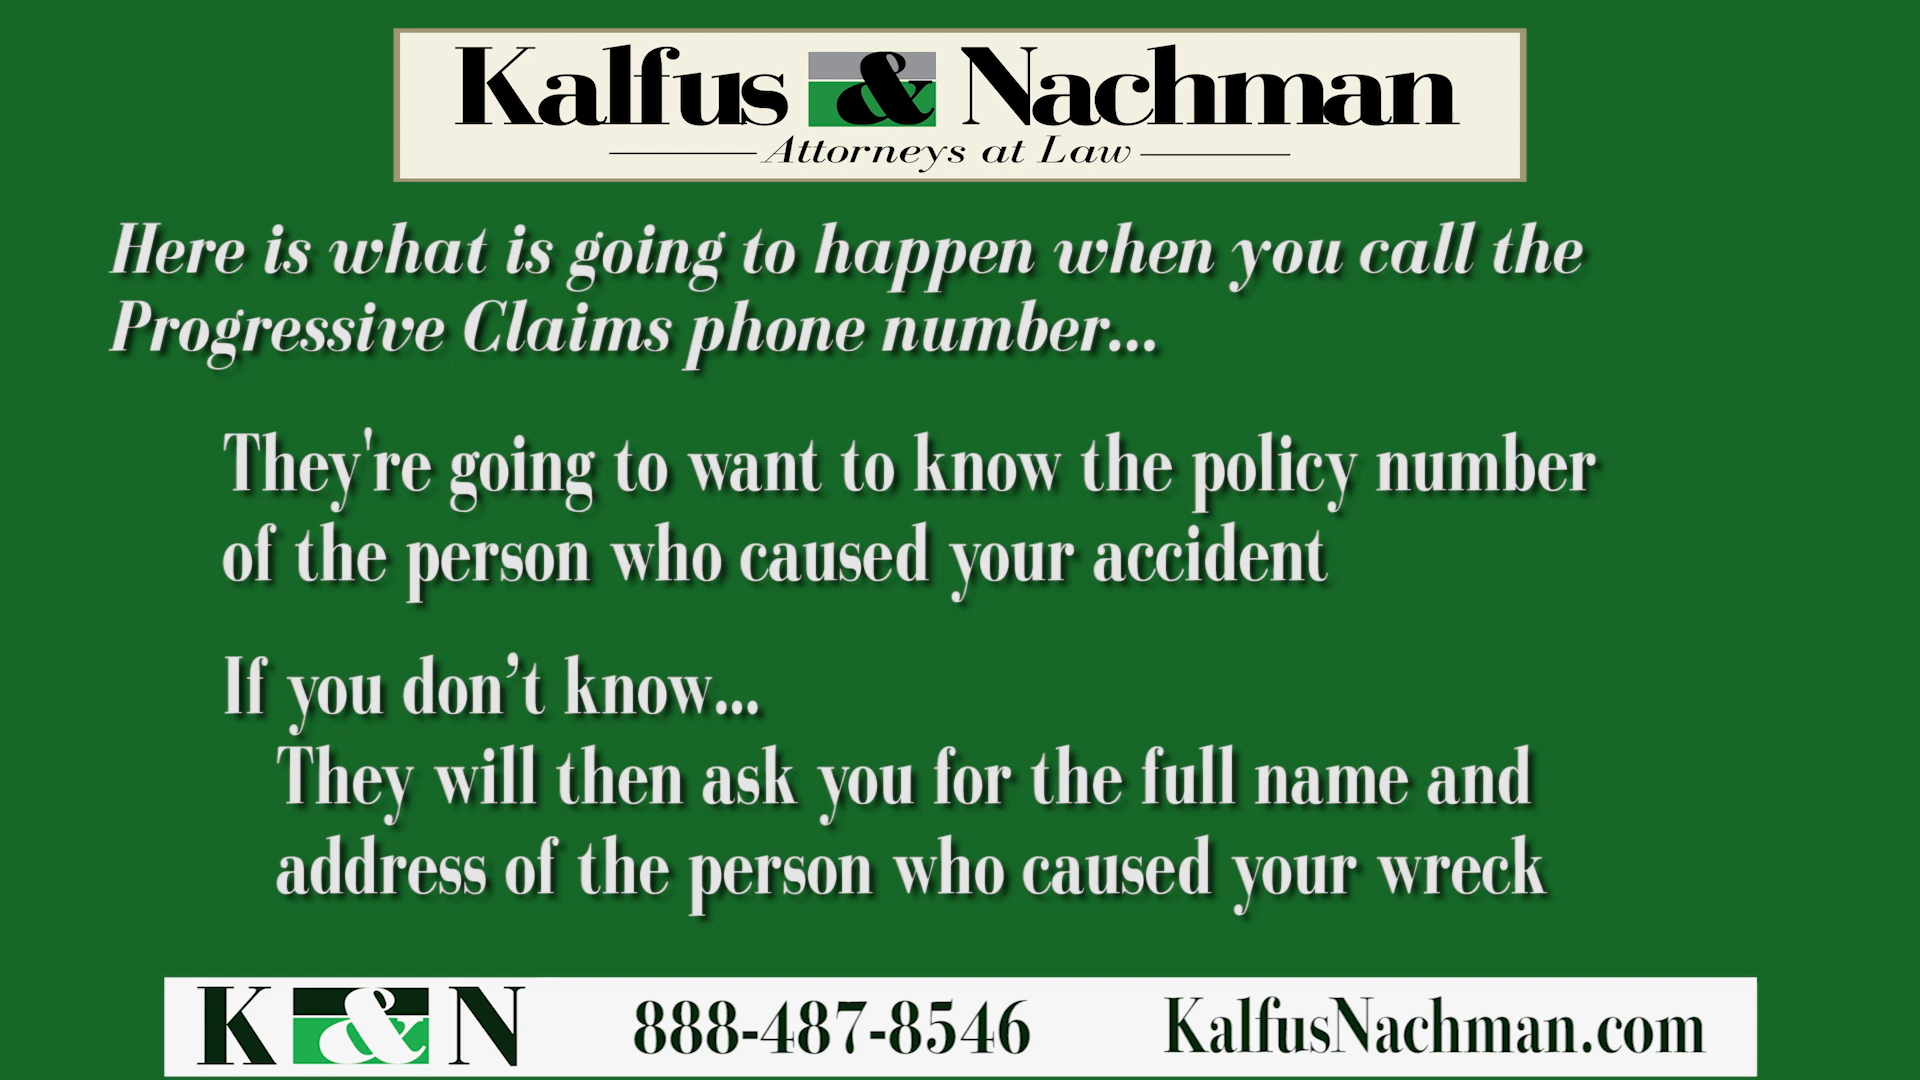 Kalfus & Nachman
Attorneys at Law
Here is what is going to happen when you call the
Progressive Claims phone number...
They're going to want to know the policy number
of the person who caused your accident
If you don’t know...
They will then ask you for the full name and
address of the person who caused your wreck
K & N 888-487-8546 KalfusNachman.com